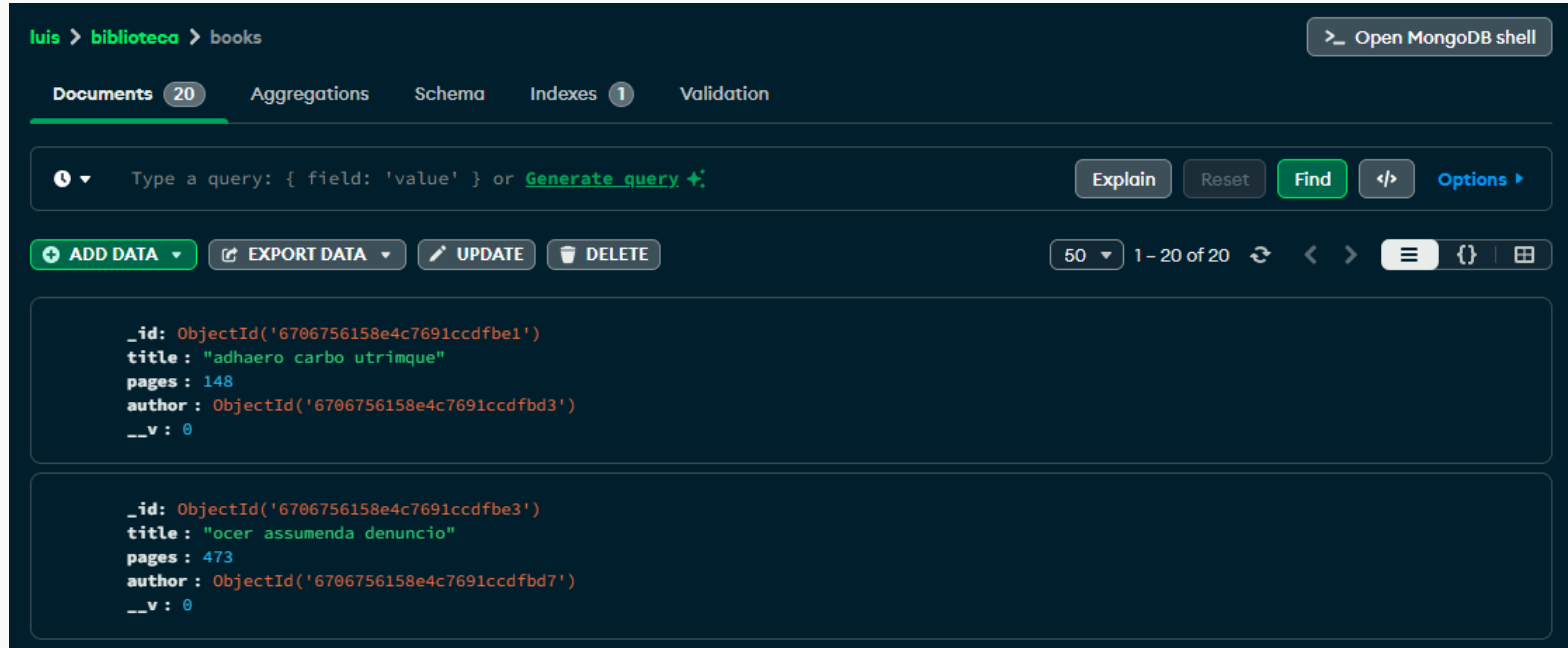 luis > biblioteca > books
>_ Open MongoDB shell
Documents 20 Aggregations Schema Indexes 1 Validation
Type a query: { field: 'value' } or Generate query
Explain Reset Find </> Options
ADD DATA EXPORT DATA UPDATE DELETE
50 1 – 20 of 20 {}
_id: ObjectId('6706756158e4c7691ccdfbe1')
title : "adhaero carbo utrimque"
pages : 148
author : ObjectId('6706756158e4c7691ccdfbd3')
__v : 0
_id: ObjectId('6706756158e4c7691ccdfbe3')
title : "ocer assumenda denuncio"
pages : 473
author : ObjectId('6706756158e4c7691ccdfbd7')
__v : 0